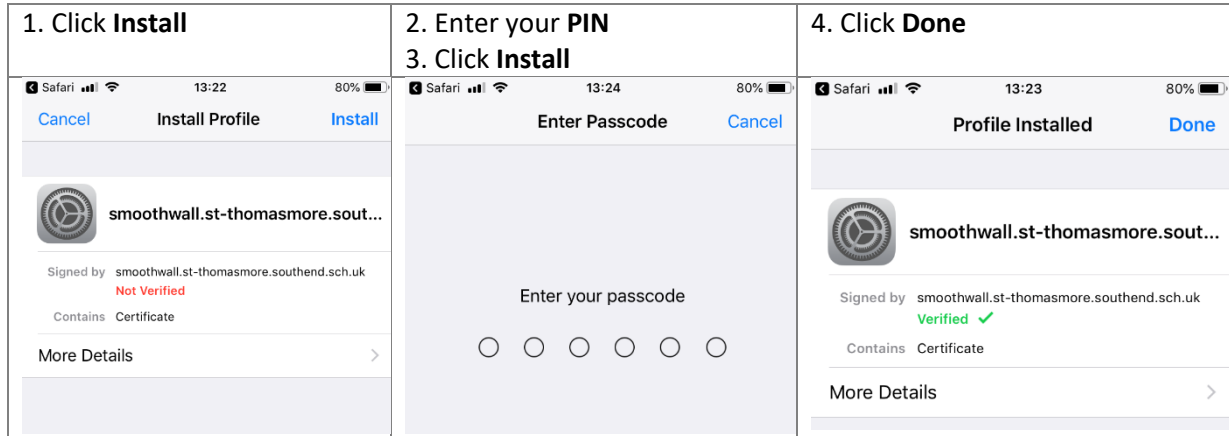 1. Click Install
2. Enter your PIN
3. Click Install
4. Click Done
Safari 13:22 80%
Cancel Install Profile Install
smoothwall.st-thomasmore.sout...
Signed by smoothwall.st-thomasmore.southend.sch.uk
Not Verified
Contains Certificate
More Details
Safari 13:24 80%
Enter Passcode Cancel
Enter your passcode
Safari 13:23 80%
Profile Installed Done
smoothwall.st-thomasmore.sout...
Signed by smoothwall.st-thomasmore.southend.sch.uk
Verified ✓
Contains Certificate
More Details